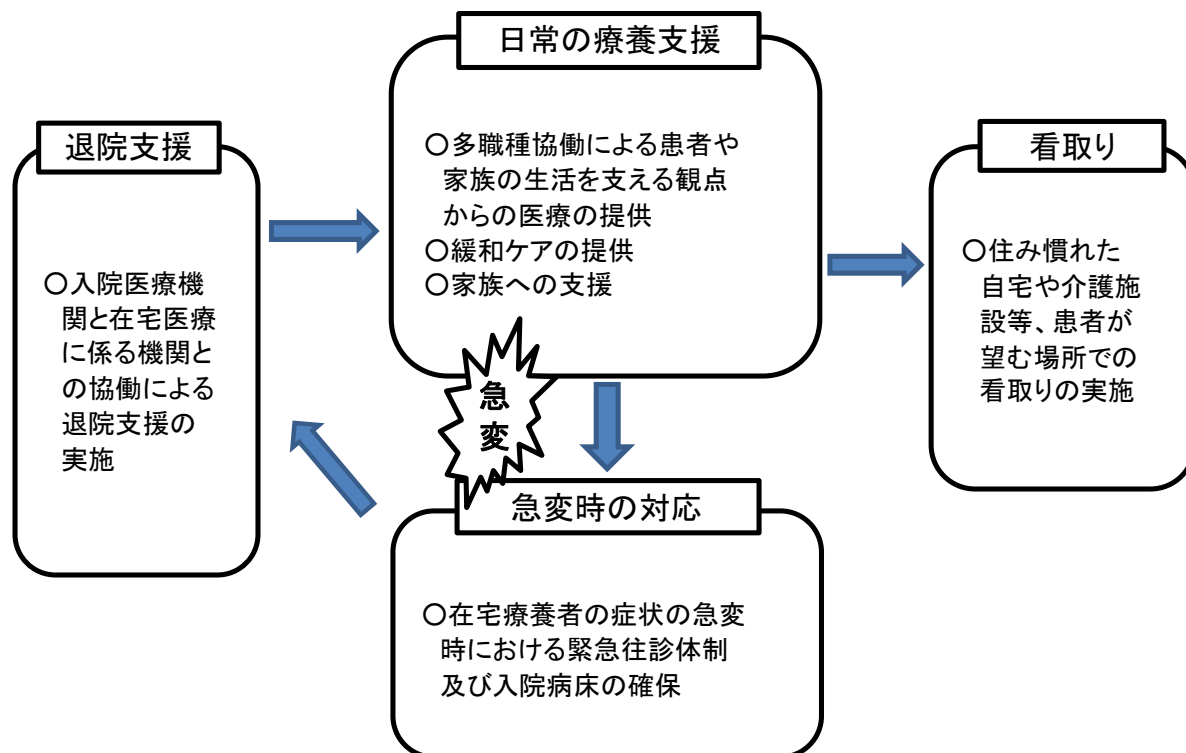 日常の療養支援
○多職種協働による患者や
家族の生活を支える観点
からの医療の提供
○緩和ケアの提供
○家族への支援
退院支援
○入院医療機
関と在宅医療
に係る機関と
の協働による
退院支援の
実施
看取り
○住み慣れた
自宅や介護施
設等、患者が
望む場所での
看取りの実施
急
変
急変時の対応
○在宅療養者の症状の急変
時における緊急往診体制
及び入院病床の確保